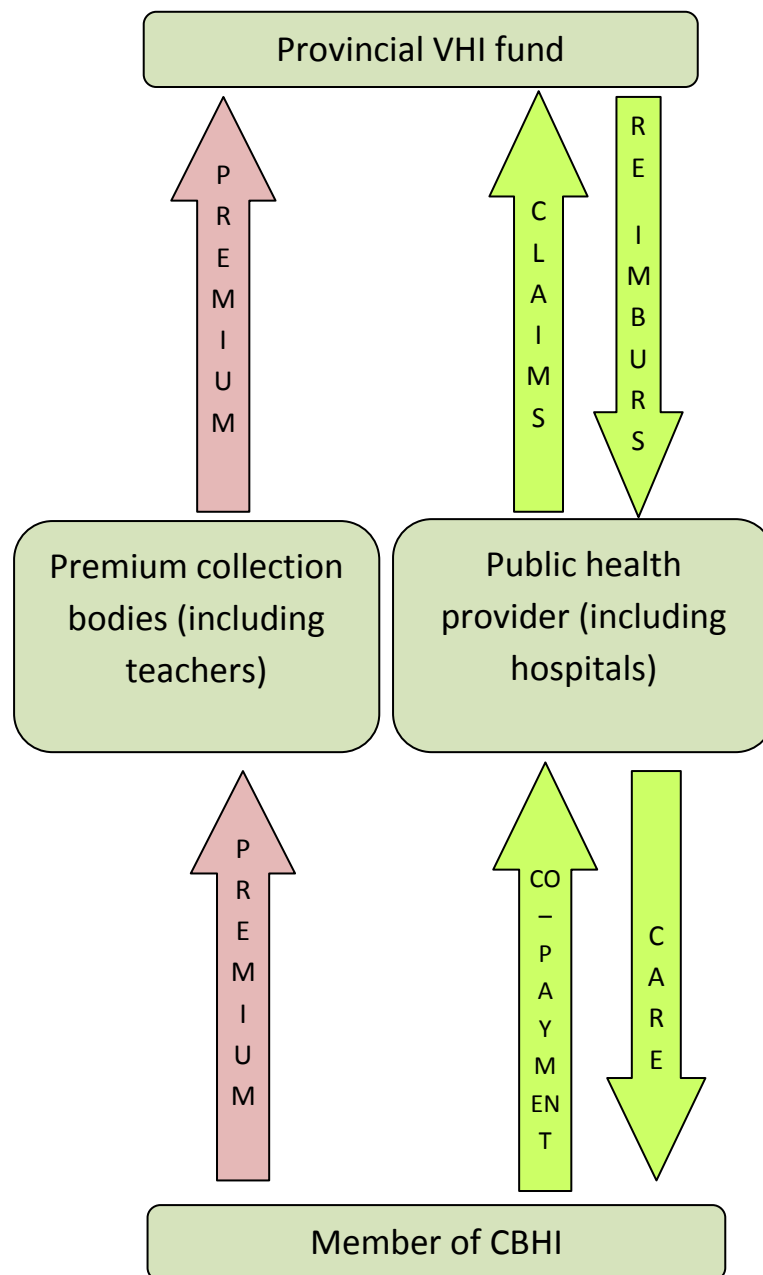 Provincial VHI fund
PREMIUM
CLAIMS
RE IMBURS
Premium collection
bodies (including
teachers)
Public health
provider (including
hospitals)
PREMIUM
CO–PAYMENT
CARE
Member of CBHI